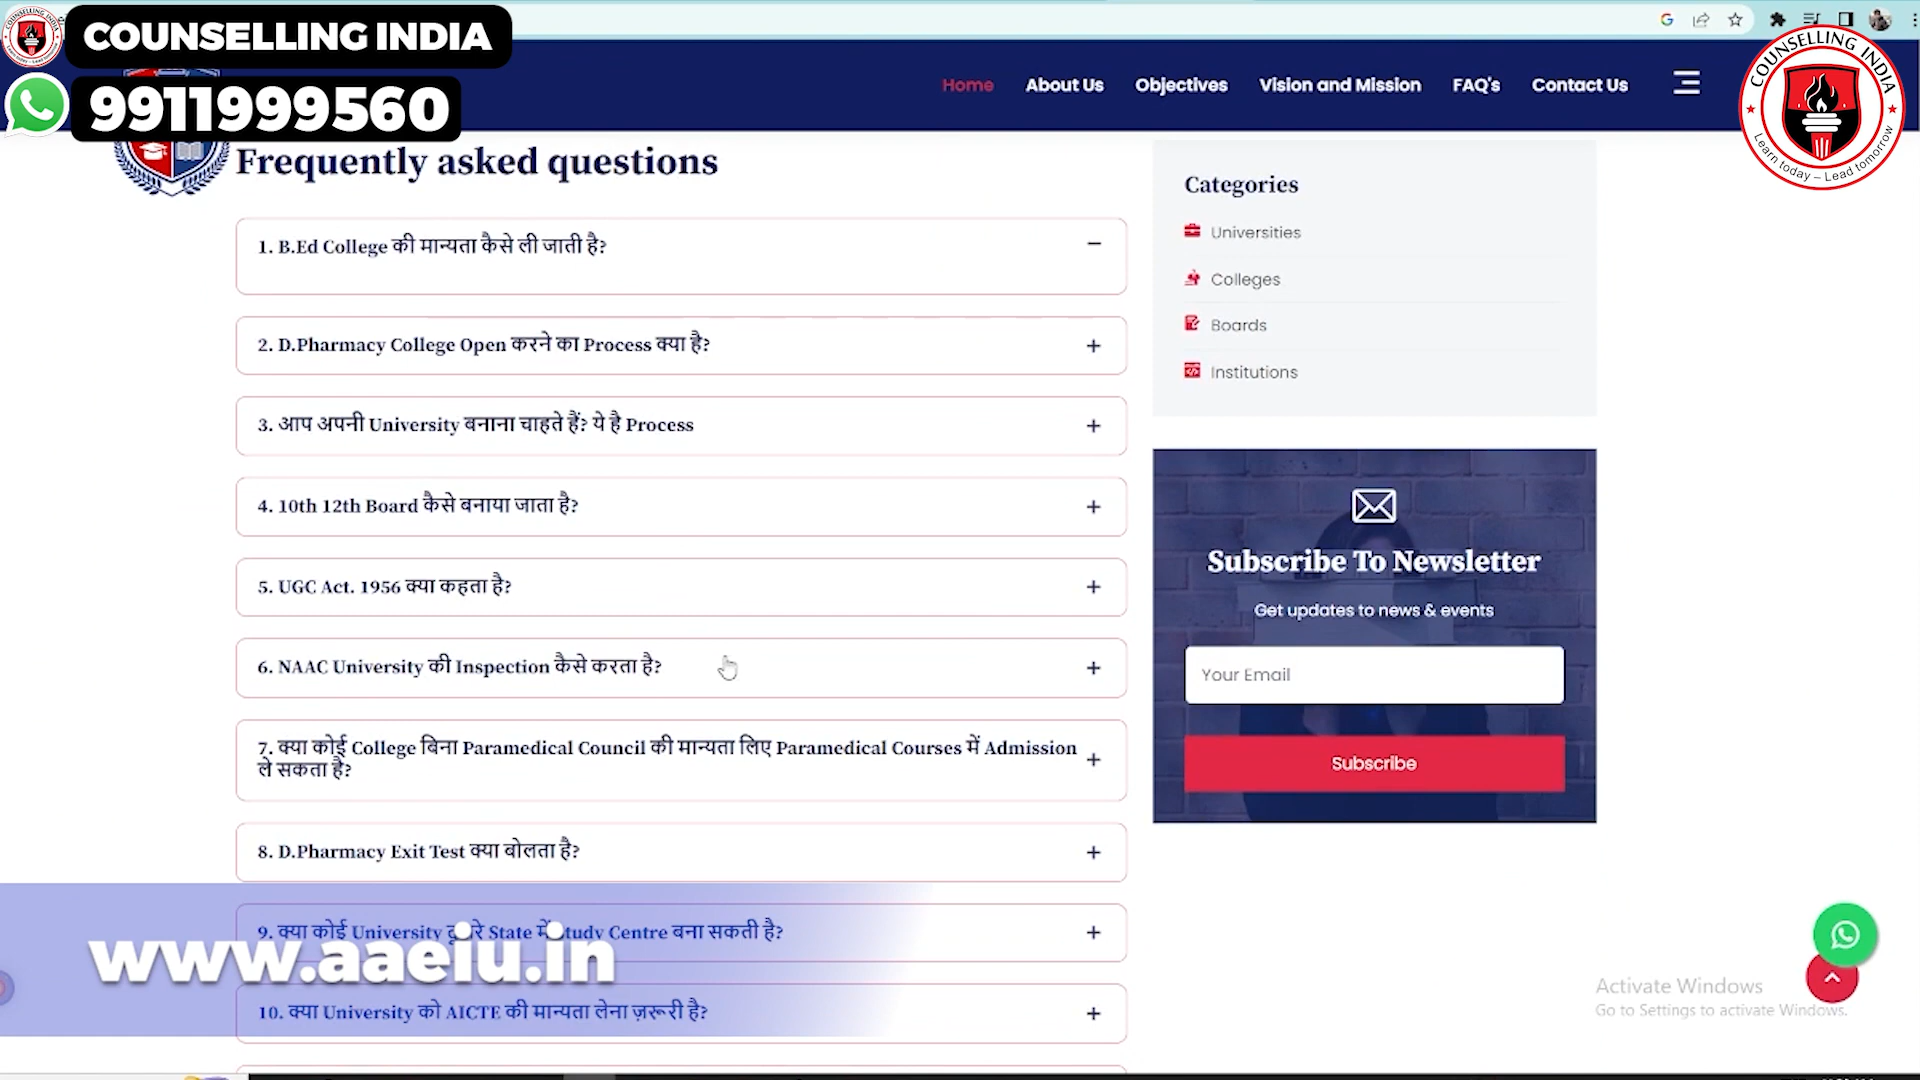 COUNSELLING INDIA
9911999560
Home
About Us
Objectives
Vision and Mission
FAQ's
Contact Us
COUNSELLING INDIA
Learn today – Lead tomorrow
Frequently asked questions
1. B.Ed College की मान्यता कैसे ली जाती है?
2. D.Pharmacy College Open करने का Process क्या है?
3. आप अपनी University बनाना चाहते हैं? ये है Process
4. 10th 12th Board कैसे बनाया जाता है?
5. UGC Act. 1956 क्या कहता है?
6. NAAC University की Inspection कैसे करता है?
7. क्या कोई College बिना Paramedical Council की मान्यता लिए Paramedical Courses में Admission
ले सकता है?
8. D.Pharmacy Exit Test क्या बोलता है?
9. क्या कोई University State में Study Centre बना सकती है?
www.aaeiu.in
10. क्या University को AICTE की मान्यता लेना ज़रूरी है?
Categories
Universities
Colleges
Boards
Institutions
Subscribe To Newsletter
Get updates to news & events
Your Email
Subscribe
Activate Windows
Go to Settings to activate Windows.